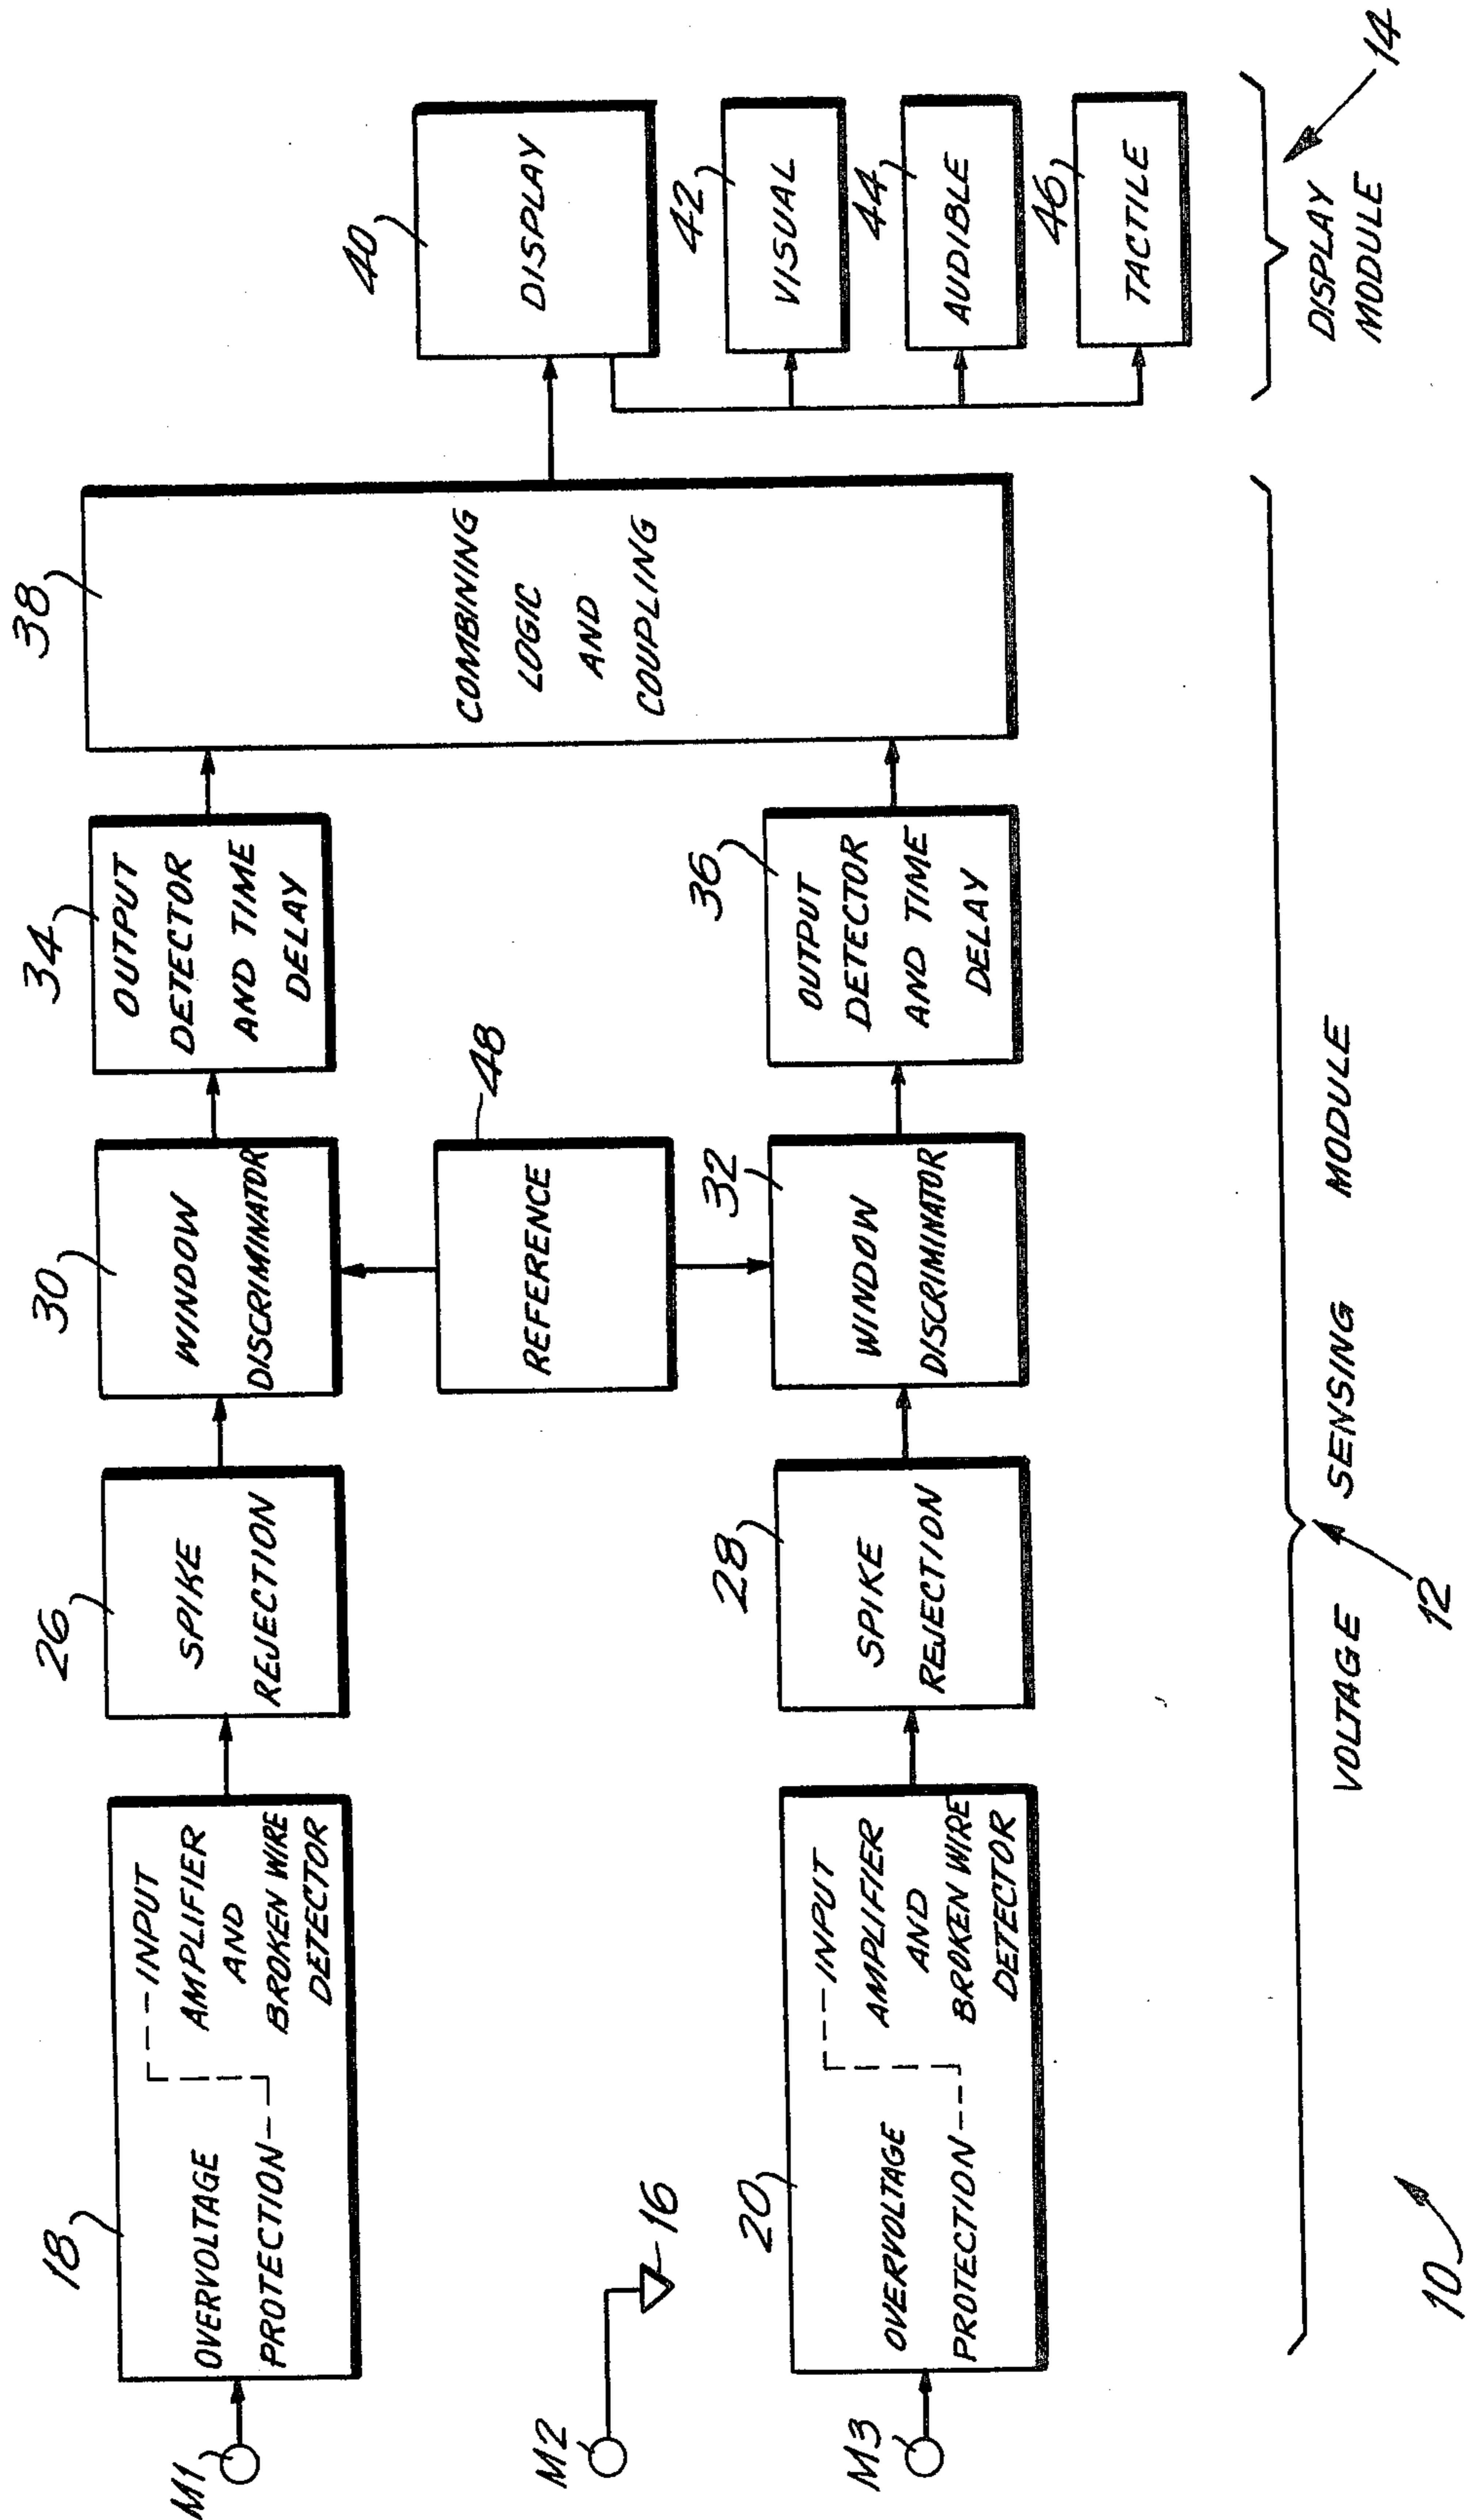 38
34
30
26
18
OUTPUT
DETECTOR
AND TIME
DELAY
WINDOW
DISCRIMINATOR
SPIKE
REJECTION
OVERVOLTAGE
PROTECTION
INPUT
AMPLIFIER
AND
BROKEN WIRE
DETECTOR
M1
40
DISPLAY
COMBINING
LOGIC
AND
COUPLING
48
REFERENCE
M2
16
42
VISUAL
44
AUDIBLE
46
TACTILE
36
OUTPUT
DETECTOR
AND TIME
DELAY
32
WINDOW
DISCRIMINATOR
28
SPIKE
REJECTION
20
OVERVOLTAGE
PROTECTION
INPUT
AMPLIFIER
AND
BROKEN WIRE
DETECTOR
M3
VOLTAGE SENSING MODULE
12
DISPLAY
MODULE
14
10